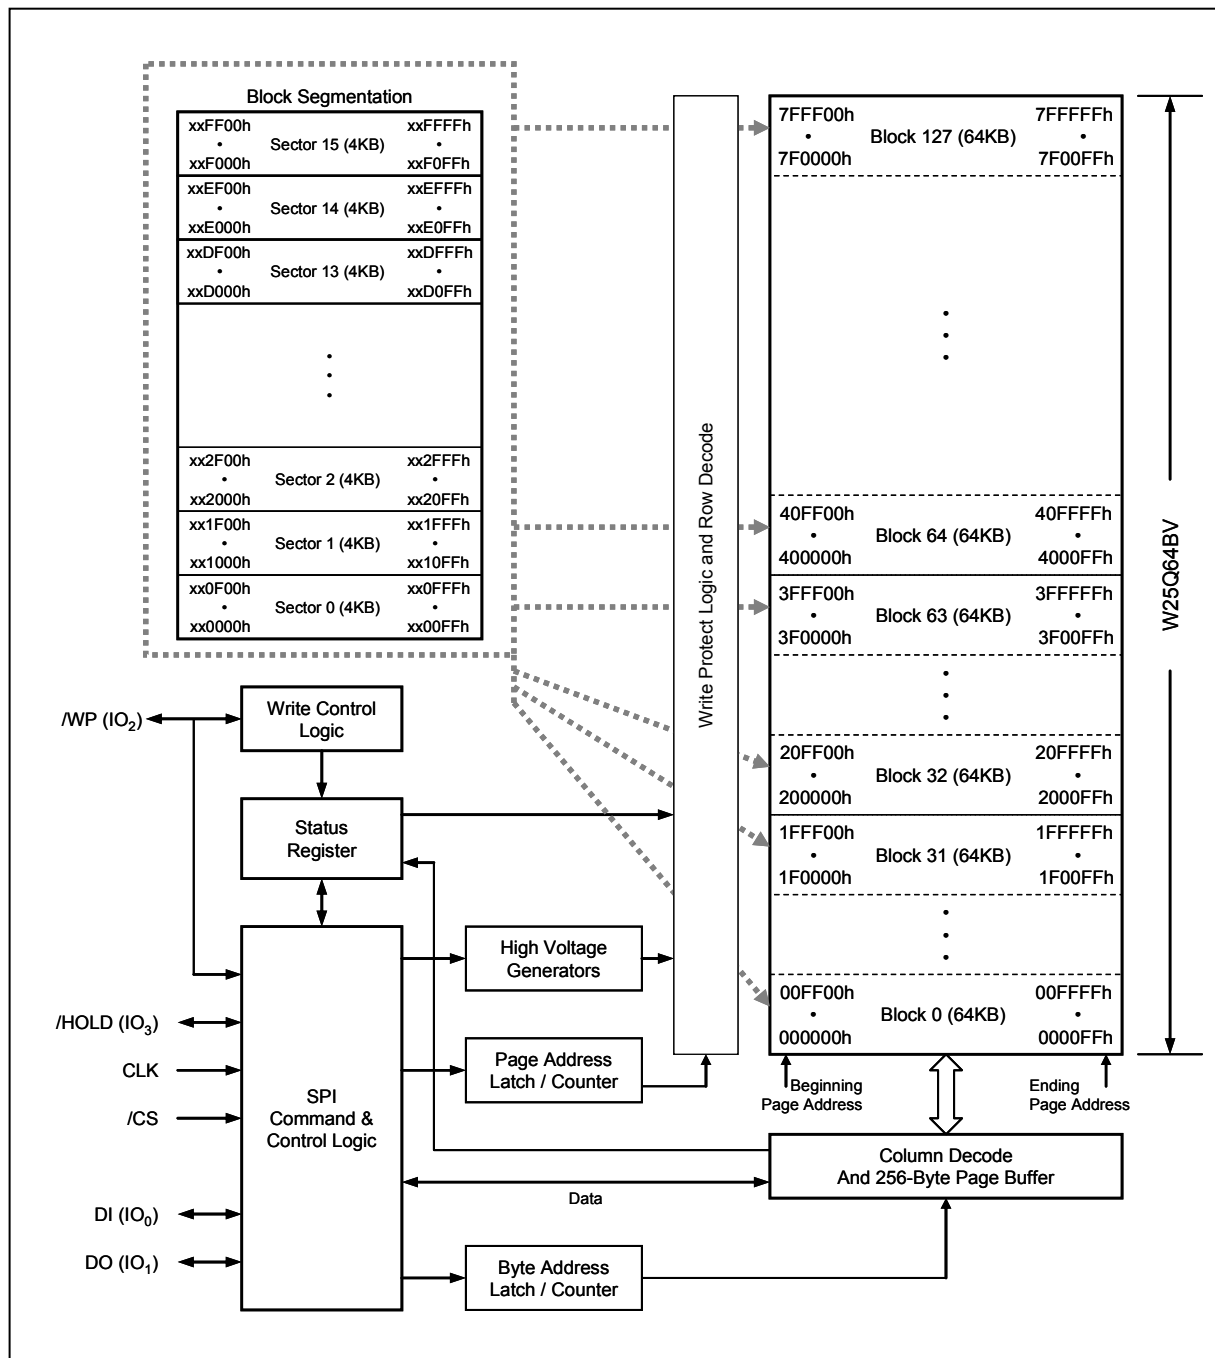 Block Segmentation
xxFF00h xxFFFFh
• Sector 15 (4KB) •
xxF000h xxF0FFh
xxEF00h xxEFFFh
• Sector 14 (4KB) •
xxE000h xxE0FFh
xxDF00h xxDFFFh
• Sector 13 (4KB) •
xxD000h xxD0FFh
xx2F00h xx2FFFh
• Sector 2 (4KB) •
xx2000h xx20FFh
xx1F00h xx1FFFh
• Sector 1 (4KB) •
xx1000h xx10FFh
xx0F00h xx0FFFh
• Sector 0 (4KB) •
xx0000h xx00FFh
Write Protect Logic and Row Decode
7FFF00h 7FFFFFh
• Block 127 (64KB) •
7F0000h 7F00FFh
40FF00h 40FFFFh
• Block 64 (64KB) •
400000h 4000FFh
3FFF00h 3FFFFFh
• Block 63 (64KB) •
3F0000h 3F00FFh
20FF00h 20FFFFh
• Block 32 (64KB) •
200000h 2000FFh
1FFF00h 1FFFFFh
• Block 31 (64KB) •
1F0000h 1F00FFh
00FF00h 00FFFFh
• Block 0 (64KB) •
000000h 0000FFh
W25Q64BV
Beginning
Page Address
Ending
Page Address
/WP (IO2)
Write Control
Logic
Status
Register
High Voltage
Generators
/HOLD (IO3)
CLK
/CS
SPI
Command &
Control Logic
Page Address
Latch / Counter
Column Decode
And 256-Byte Page Buffer
Data
DI (IO0)
DO (IO1)
Byte Address
Latch / Counter